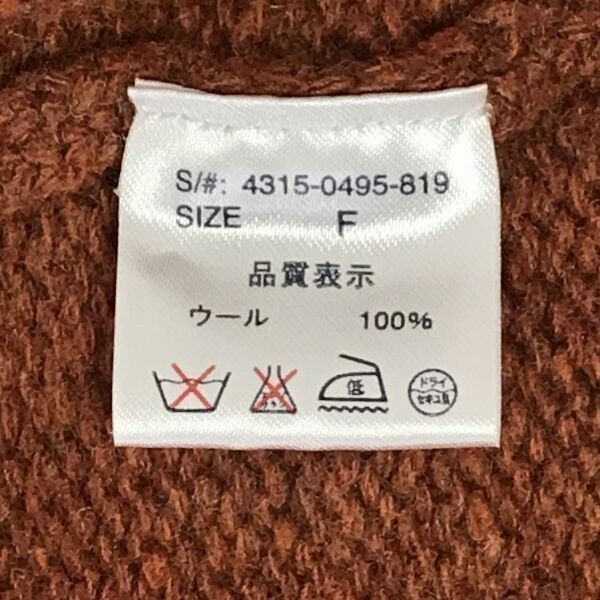 S/#: 4315-0495-819
SIZE F
品質表示
ウール 100%
低
ドライ
セキユ系